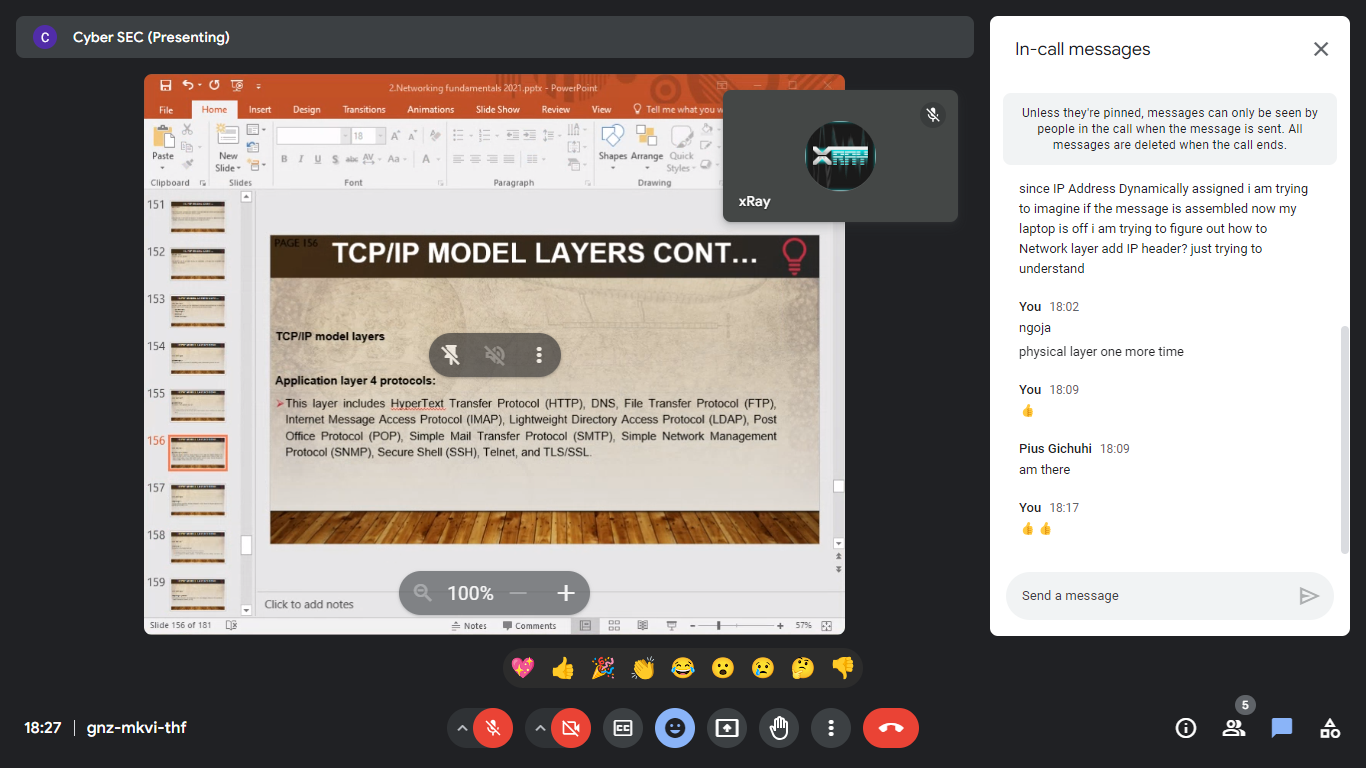 C
Cyber SEC (Presenting)
2.Networking fundamentals 2021.pptx - PowerPoint
File Home Insert Design Transitions Animations Slide Show Review View Tell me what you w
18
Paste
New
Slide
Shapes Arrange Quick
Styles
Clipboard Slides Font Paragraph Drawing
xRay
XRAY
151
152
153
154
155
156
157
158
159
PAGE 156
TCP/IP MODEL LAYERS CONT…
TCP/IP model layers
Application layer 4 protocols:
➢This layer includes HyperText Transfer Protocol (HTTP), DNS, File Transfer Protocol (FTP),
Internet Message Access Protocol (IMAP), Lightweight Directory Access Protocol (LDAP), Post
Office Protocol (POP), Simple Mail Transfer Protocol (SMTP), Simple Network Management
Protocol (SNMP), Secure Shell (SSH), Telnet, and TLS/SSL.
100%
Click to add notes
Slide 156 of 181
Notes Comments
57%
In-call messages
Unless they're pinned, messages can only be seen by
people in the call when the message is sent. All
messages are deleted when the call ends.
since IP Address Dynamically assigned i am trying
to imagine if the message is assembled now my
laptop is off i am trying to figure out how to
Network layer add IP header? just trying to
understand
You 18:02
ngoja
physical layer one more time
You 18:09
👍
Pius Gichuhi 18:09
am there
You 18:17
👍 👍
Send a message
18:27 | gnz-mkvi-thf
5